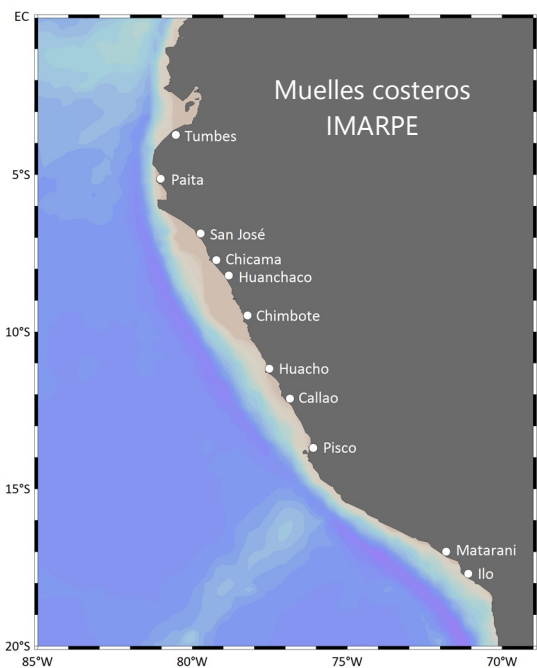 EC
Muelles costeros
IMARPE
Tumbes
5°S
Paita
San José
Chicama
Huanchaco
Chimbote
10°S
Huacho
Callao
Pisco
15°S
Matarani
Ilo
20°S
85°W
80°W
75°W
70°W